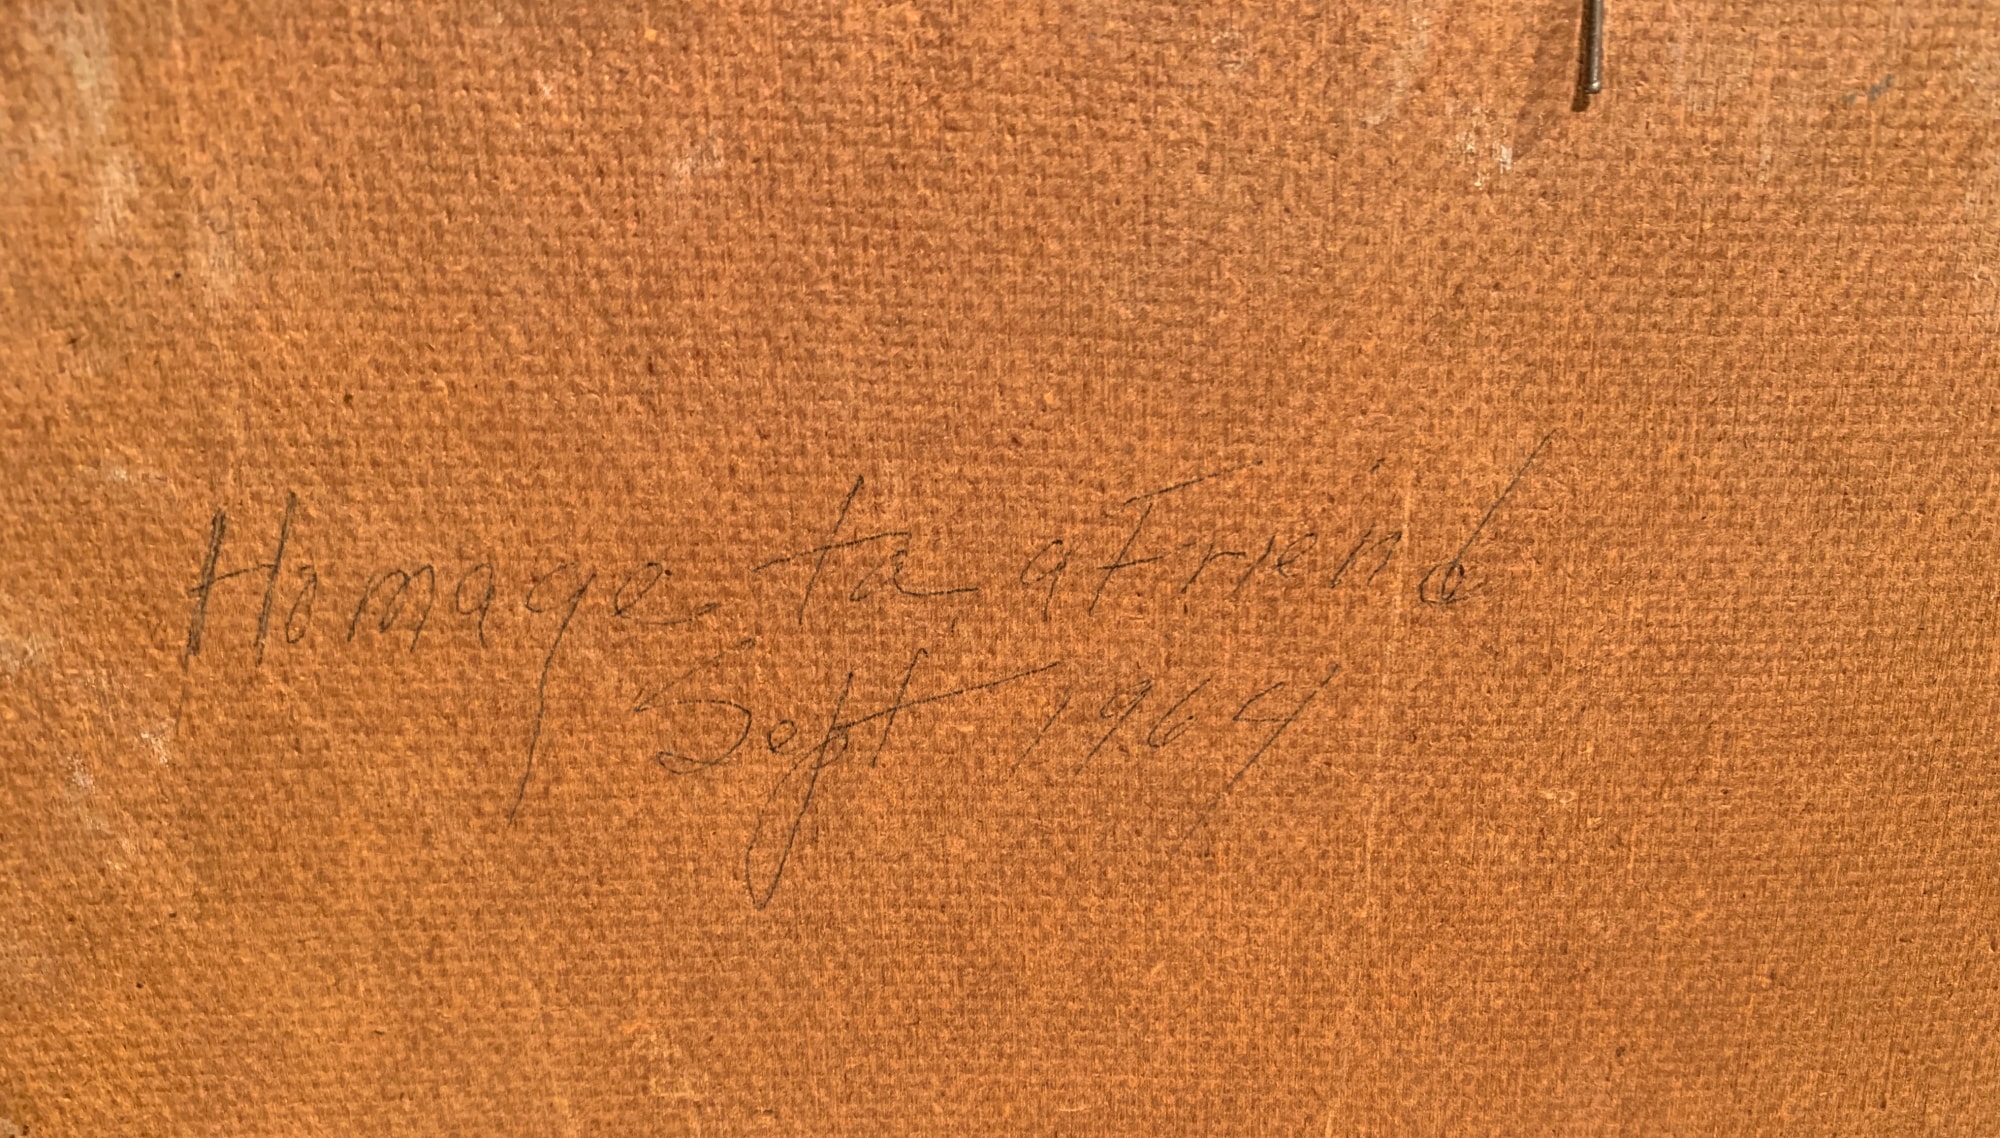 Homage to a Friend
Sept 1964